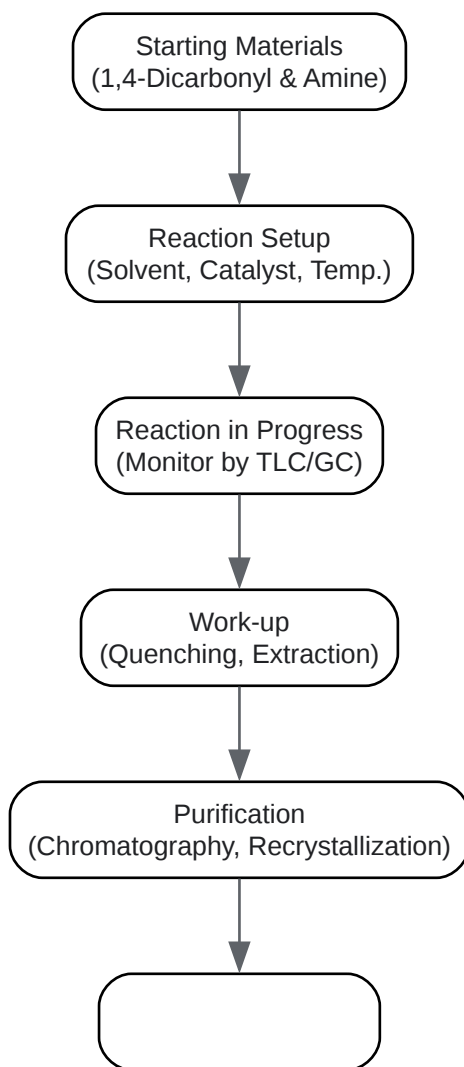 Starting Materials
(1,4-Dicarbonyl & Amine)
Reaction Setup
(Solvent, Catalyst, Temp.)
Reaction in Progress
(Monitor by TLC/GC)
Work-up
(Quenching, Extraction)
Purification
(Chromatography, Recrystallization)